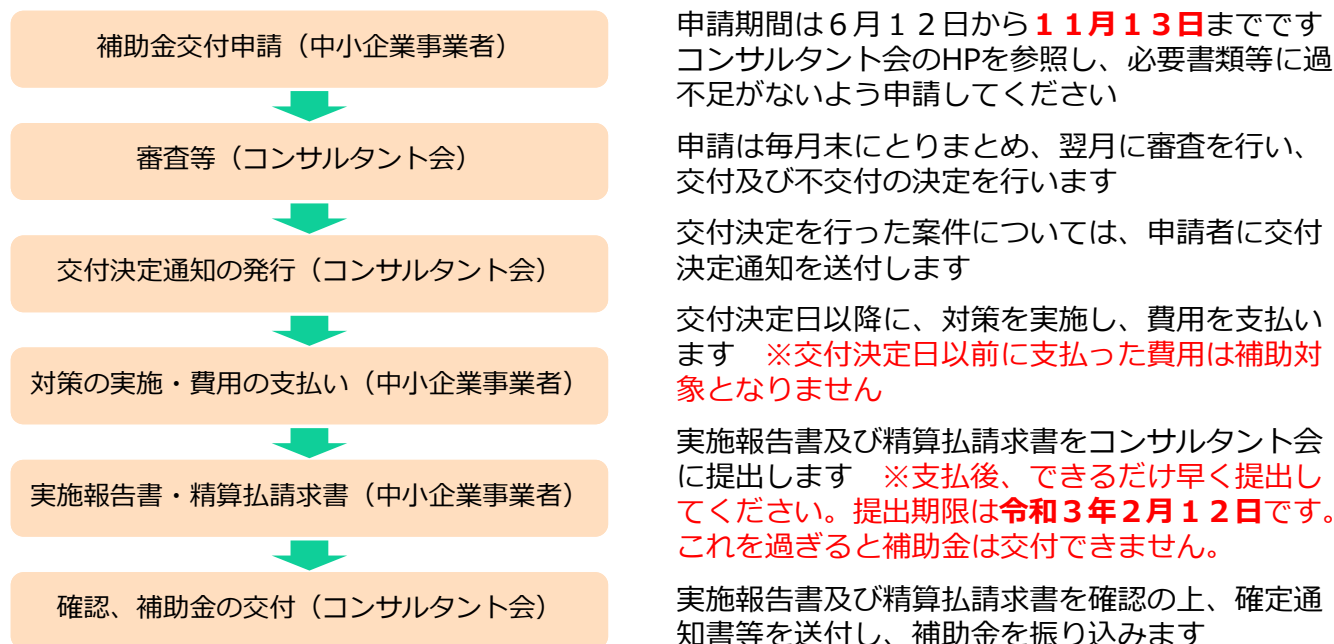 補助金交付申請（中小企業事業者）
申請期間は６月１２日から１１月１３日までです
コンサルタント会のHPを参照し、必要書類等に過
不足がないよう申請してください
審査等（コンサルタント会）
申請は毎月末にとりまとめ、翌月に審査を行い、
交付及び不交付の決定を行います
交付決定通知の発行（コンサルタント会）
交付決定を行った案件については、申請者に交付
決定通知を送付します
対策の実施・費用の支払い（中小企業事業者）
交付決定日以降に、対策を実施し、費用を支払い
ます　※交付決定日以前に支払った費用は補助対
象となりません
実施報告書・精算払請求書（中小企業事業者）
実施報告書及び精算払請求書をコンサルタント会
に提出します　※支払後、できるだけ早く提出し
てください。提出期限は令和３年２月１２日です。
これを過ぎると補助金は交付できません。
確認、補助金の交付（コンサルタント会）
実施報告書及び精算払請求書を確認の上、確定通
知書等を送付し、補助金を振り込みます